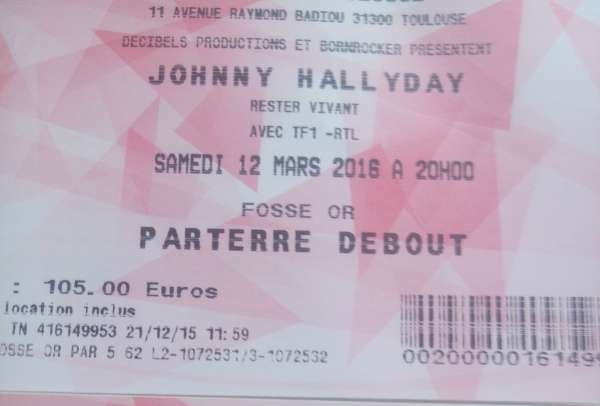 11 AVENUE RAYMOND BADIOU 31300 TOULOUSE
DECIBELS PRODUCTIONS ET BORNROCKER PRESENTENT
JOHNNY HALLYDAY
RESTER VIVANT
AVEC TF1 -RTL
SAMEDI 12 MARS 2016 A 20H00
FOSSE OR
PARTERRE DEBOUT
: 105.00 Euros
location inclus
TN 416149953 21/12/15 11:59
OSSE OR PAR 5 62 L2-1072531/3-1072532
00200000016149